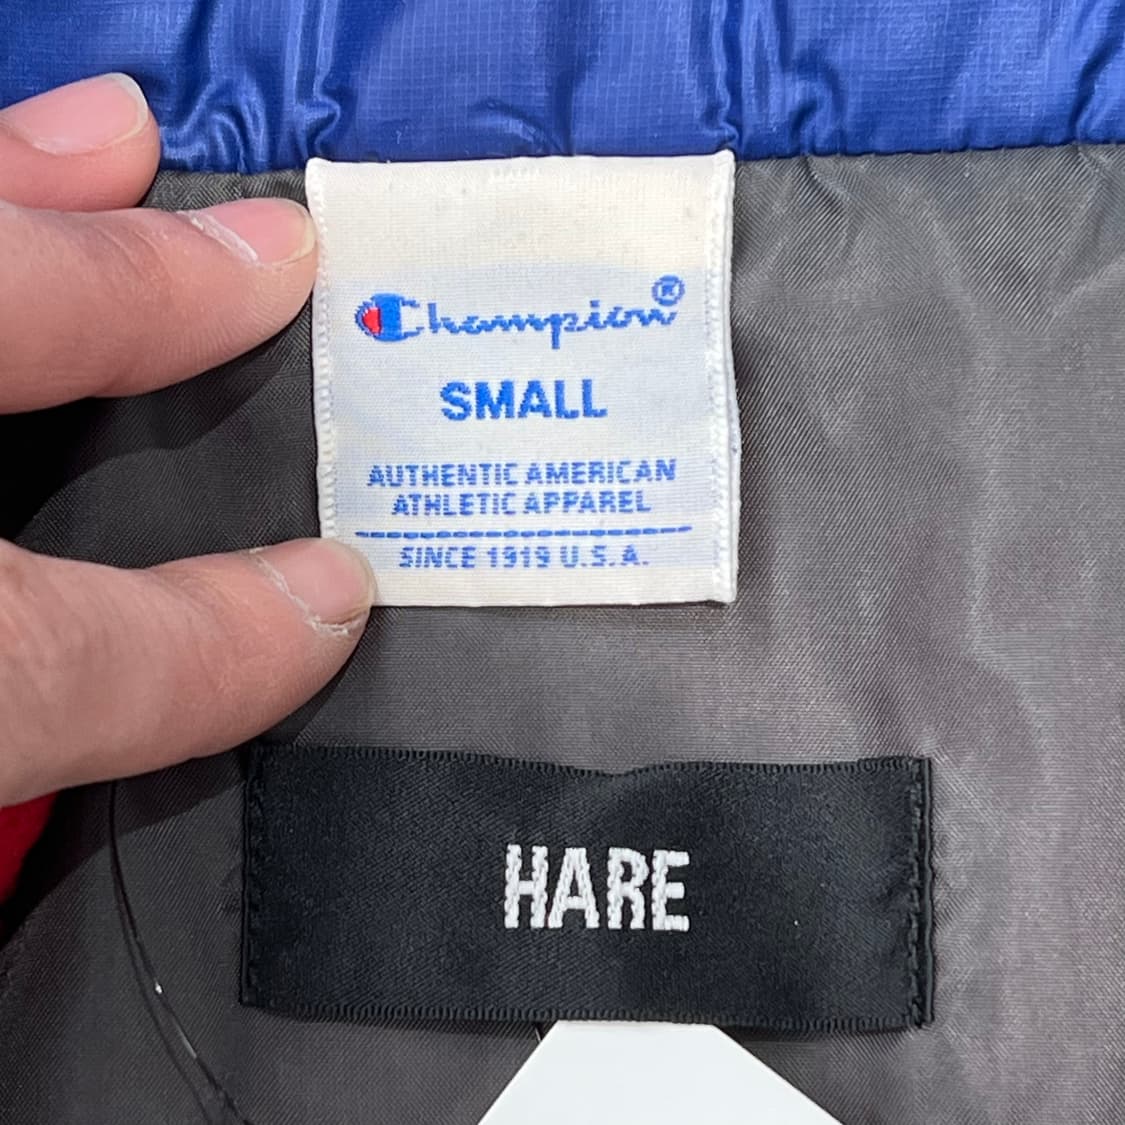 Champion®
SMALL
AUTHENTIC AMERICAN
ATHLETIC APPAREL
SINCE 1919 U.S.A.
HARE